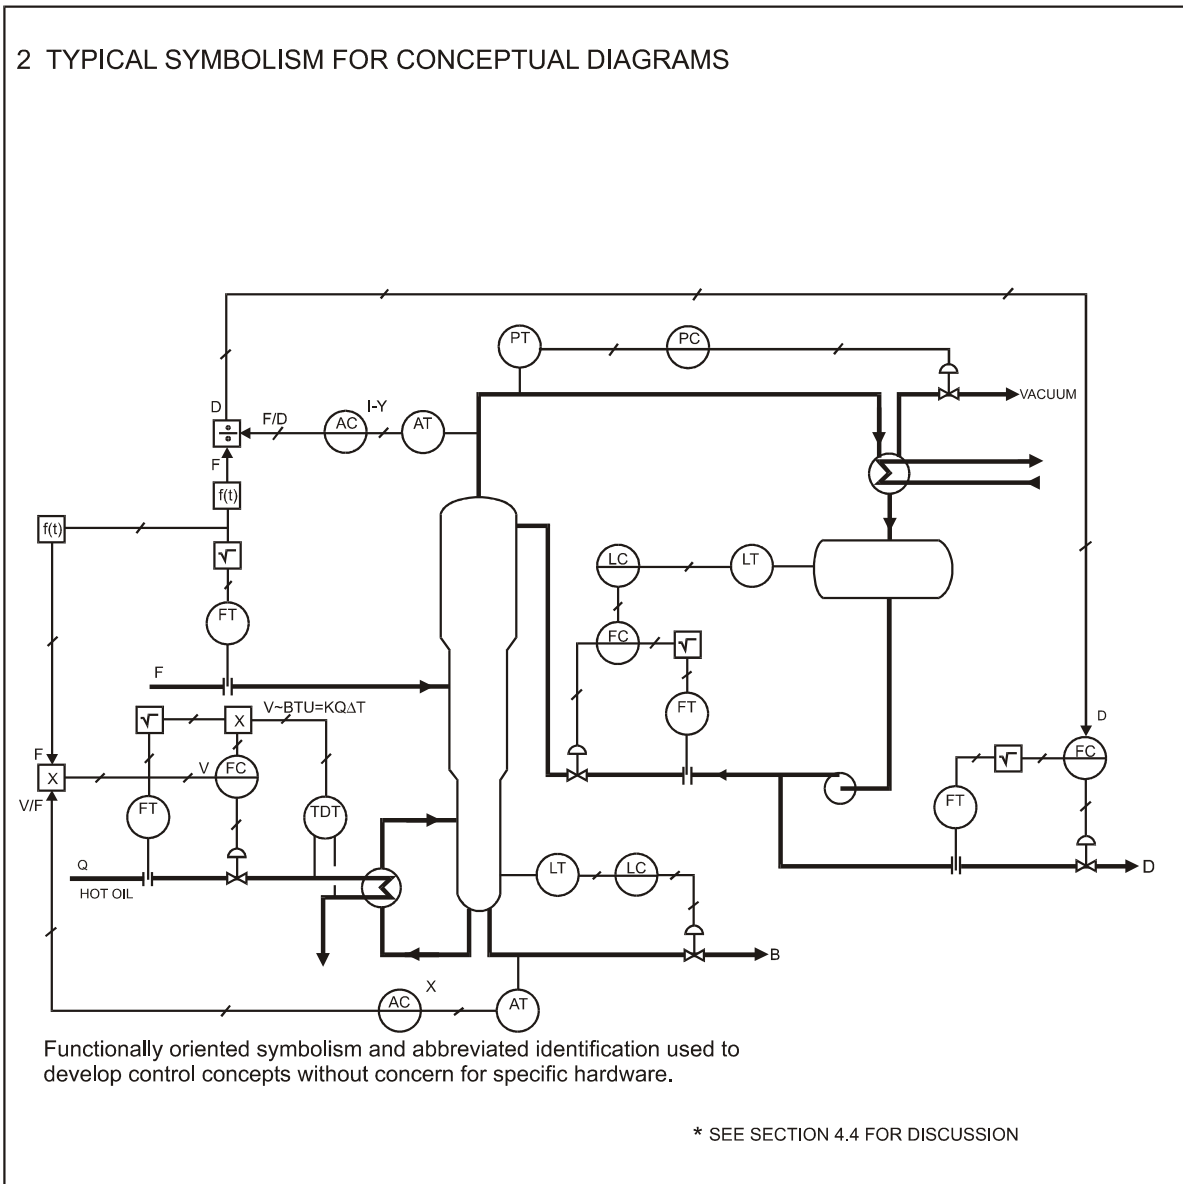 2 TYPICAL SYMBOLISM FOR CONCEPTUAL DIAGRAMS
PT
PC
VACUUM
D
F/D
AC
I-Y
AT
÷
F
f(t)
f(t)
√
LC
LT
FT
FC
√
F
FT
V~BTU=KQ∆T
√
X
D
F
X
V
FC
√
FC
V/F
FT
TDT
FT
Q
HOT OIL
LT
LC
D
B
X
AC
AT
Functionally oriented symbolism and abbreviated identification used to
develop control concepts without concern for specific hardware.
* SEE SECTION 4.4 FOR DISCUSSION